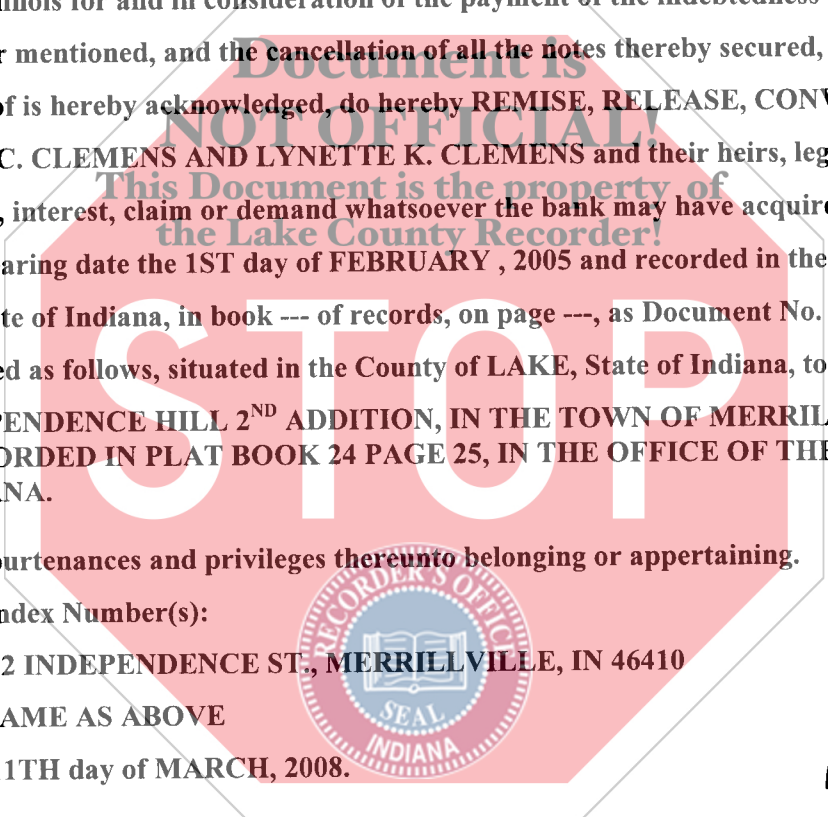 for and in consideration of the payment of the indebtedness
mentioned, and the cancellation of all the notes thereby secured,
Document is
of is hereby acknowledged, do hereby REMISE, RELEASE, CONV
NOT OFFICIAL!
C. CLEMENS AND LYNETTE K. CLEMENS and their heirs, leg
This Document is the property of
, interest, claim or demand whatsoever the bank may have acquire
the Lake County Recorder!
aring date the 1ST day of FEBRUARY , 2005 and recorded in the
te of Indiana, in book --- of records, on page ---, as Document No.
ed as follows, situated in the County of LAKE, State of Indiana, to
STOP
PENDENCE HILL 2ND ADDITION, IN THE TOWN OF MERRIL
ORDED IN PLAT BOOK 24 PAGE 25, IN THE OFFICE OF THE
ANA.
purtenances and privileges thereunto belonging or appertaining.
ndex Number(s):
RECORDER'S OFFICE
2 INDEPENDENCE ST., MERRILLVILLE, IN 46410
SEAL
AME AS ABOVE
INDIANA
1TH day of MARCH, 2008.